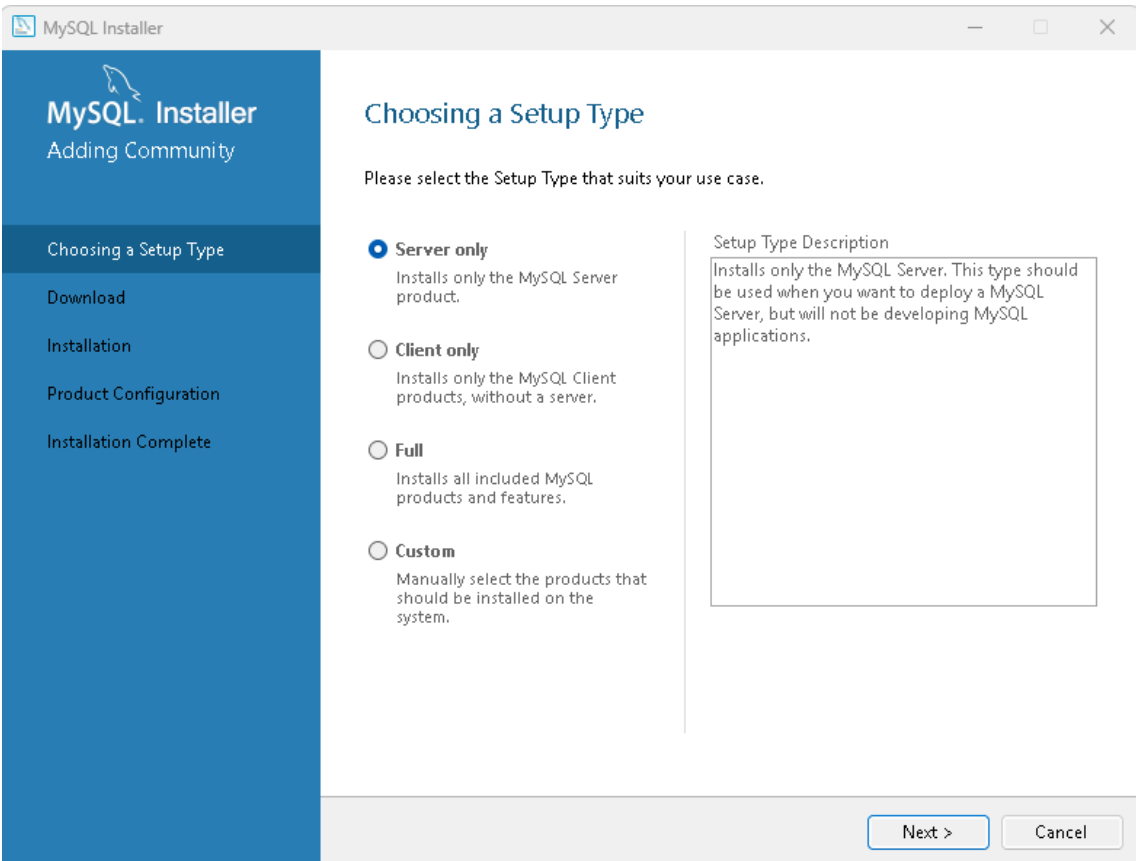 MySQL Installer
MySQL. Installer
Adding Community
Choosing a Setup Type
Download
Installation
Product Configuration
Installation Complete
Choosing a Setup Type
Please select the Setup Type that suits your use case.
Server only
Installs only the MySQL Server
product.
Client only
Installs only the MySQL Client
products, without a server.
Full
Installs all included MySQL
products and features.
Custom
Manually select the products that
should be installed on the
system.
Setup Type Description
Installs only the MySQL Server. This type should
be used when you want to deploy a MySQL
Server, but will not be developing MySQL
applications.
Next >
Cancel